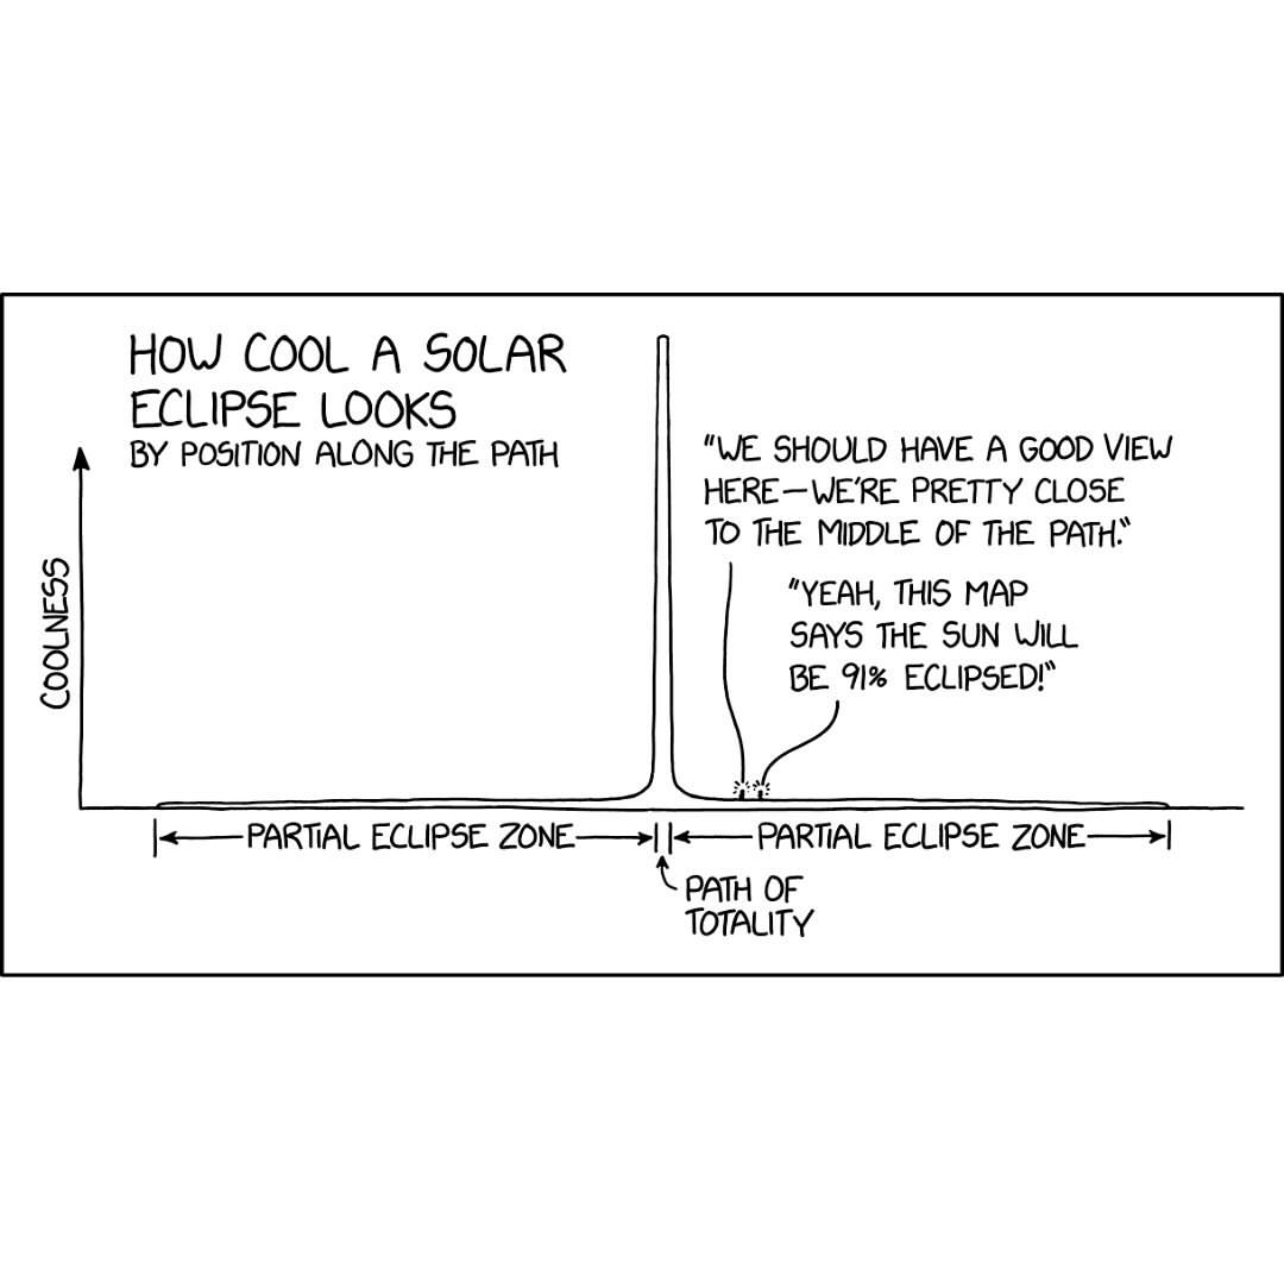 HOW COOL A SOLAR
ECLIPSE LOOKS
BY POSITION ALONG THE PATH
COOLNESS
"WE SHOULD HAVE A GOOD VIEW
HERE—WE'RE PRETTY CLOSE
TO THE MIDDLE OF THE PATH."
"YEAH, THIS MAP
SAYS THE SUN WILL
BE 91% ECLIPSED!"
PARTIAL ECLIPSE ZONE
PARTIAL ECLIPSE ZONE
PATH OF
TOTALITY